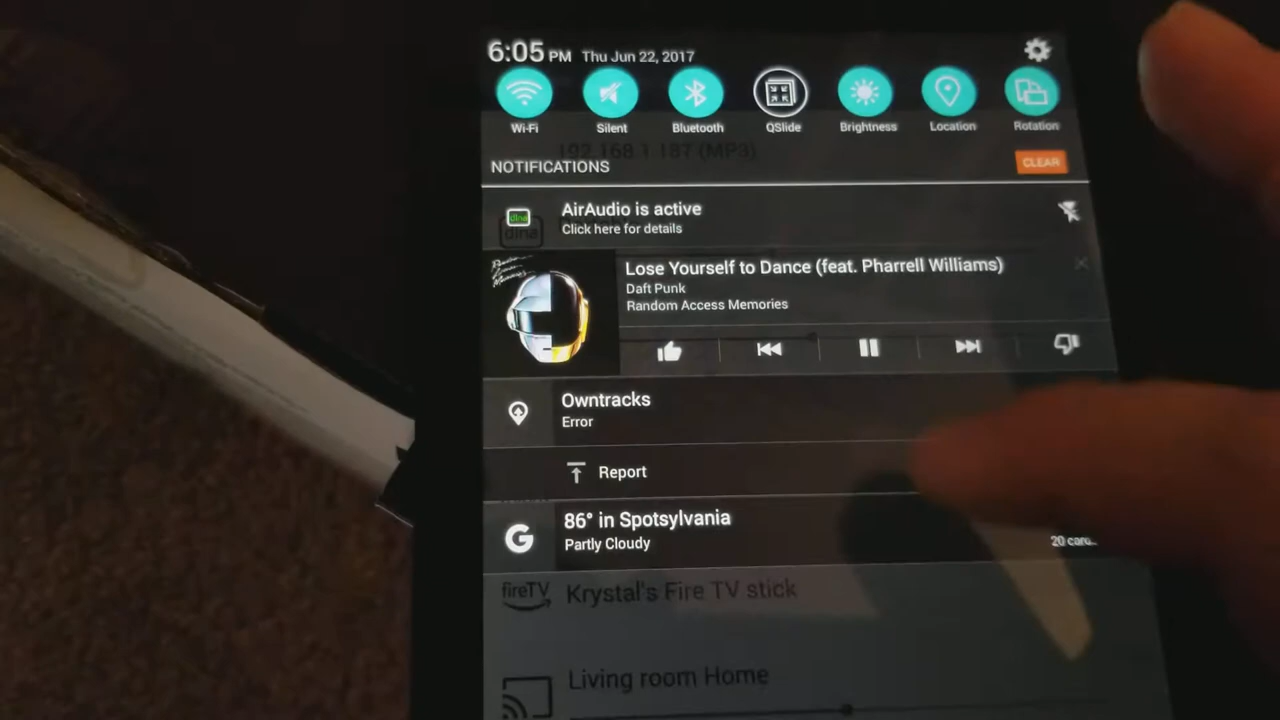 6:05 PM Thu Jun 22, 2017
Wi-Fi Silent Bluetooth QSlide Brightness Location Rotation
192.168.1.187 (MP3)
NOTIFICATIONS CLEAR
AirAudio is active
dlna
Click here for details
dlna
Lose Yourself to Dance (feat. Pharrell Williams)
Daft Punk
Random Access Memories
Owntracks
Error
Report
86° in Spotsylvania
G
Partly Cloudy
20
fireTV Krystal's Fire TV stick
Living room Home